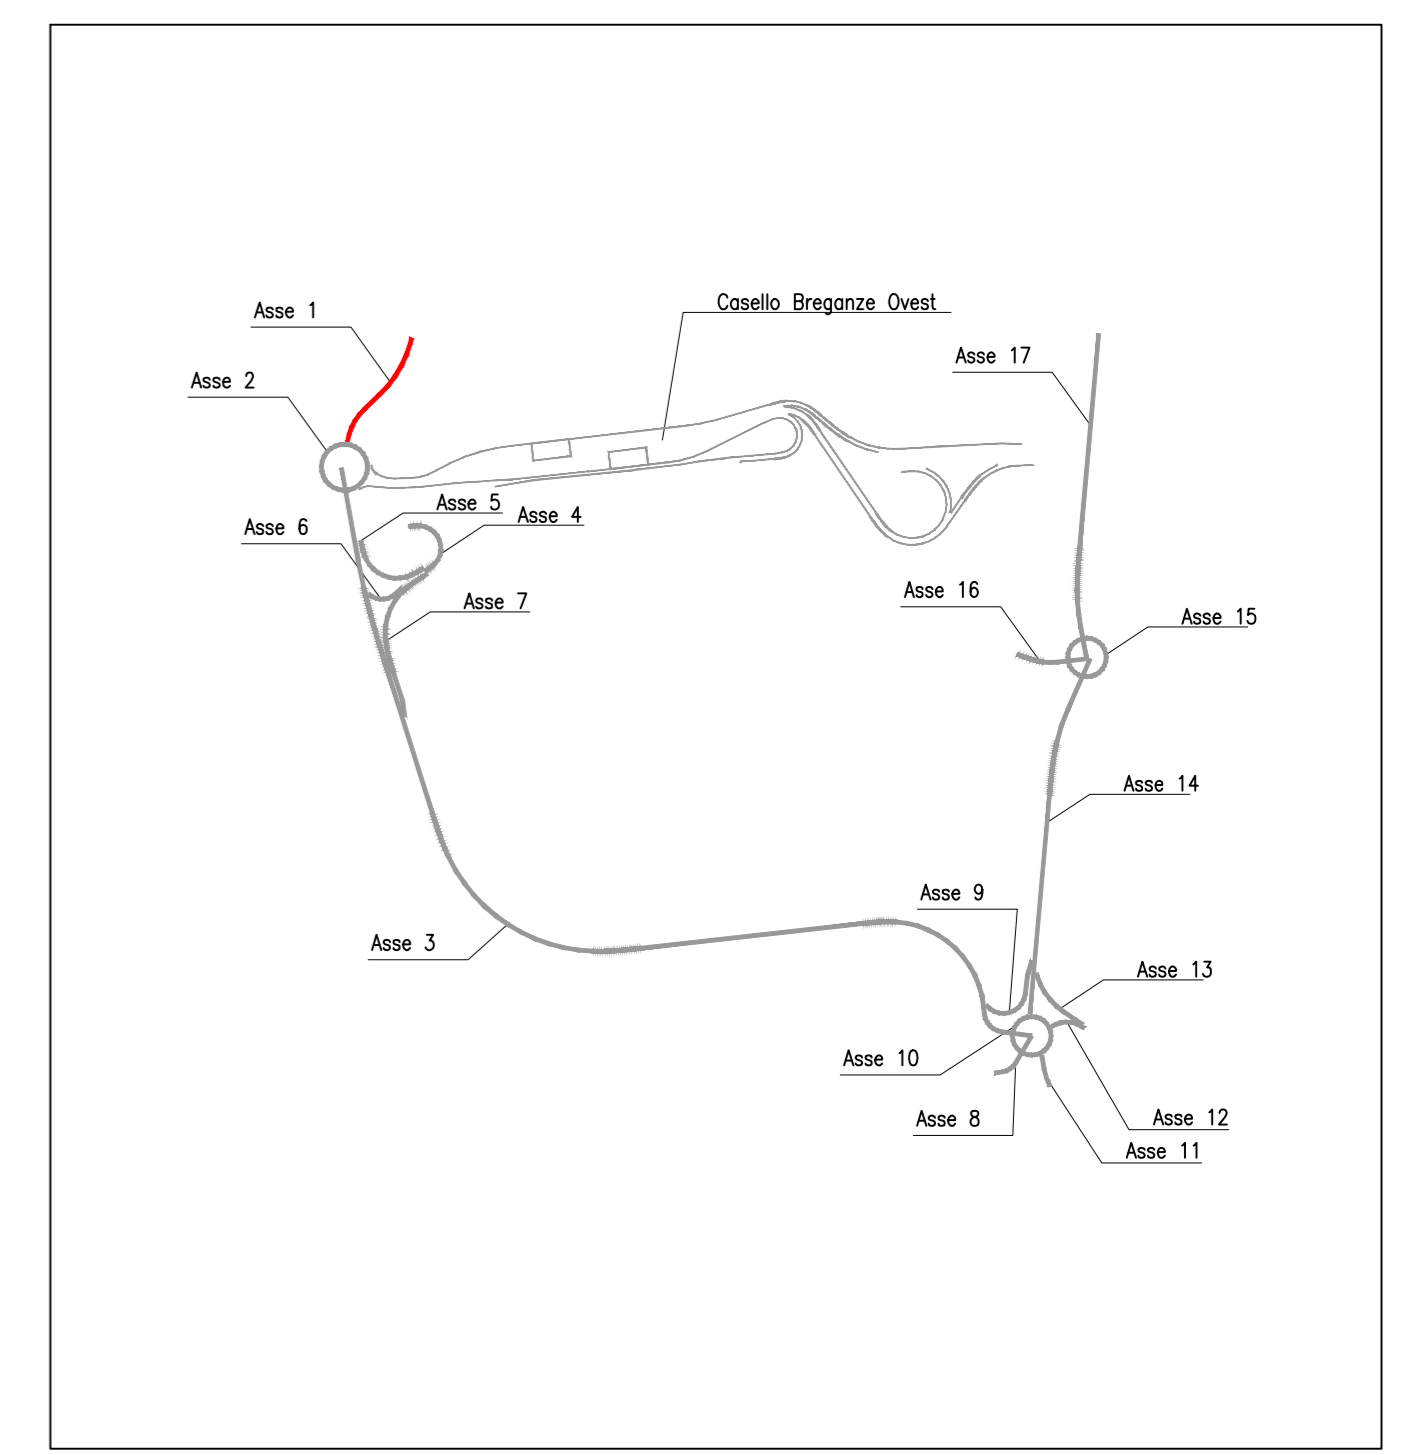 Casello Breganze Ovest
Asse 1
Asse 17
Asse 2
Asse 5
Asse 4
Asse 6
Asse 16
Asse 7
Asse 15
Asse 14
Asse 9
Asse 3
Asse 13
Asse 10
Asse 8
Asse 12
Asse 11